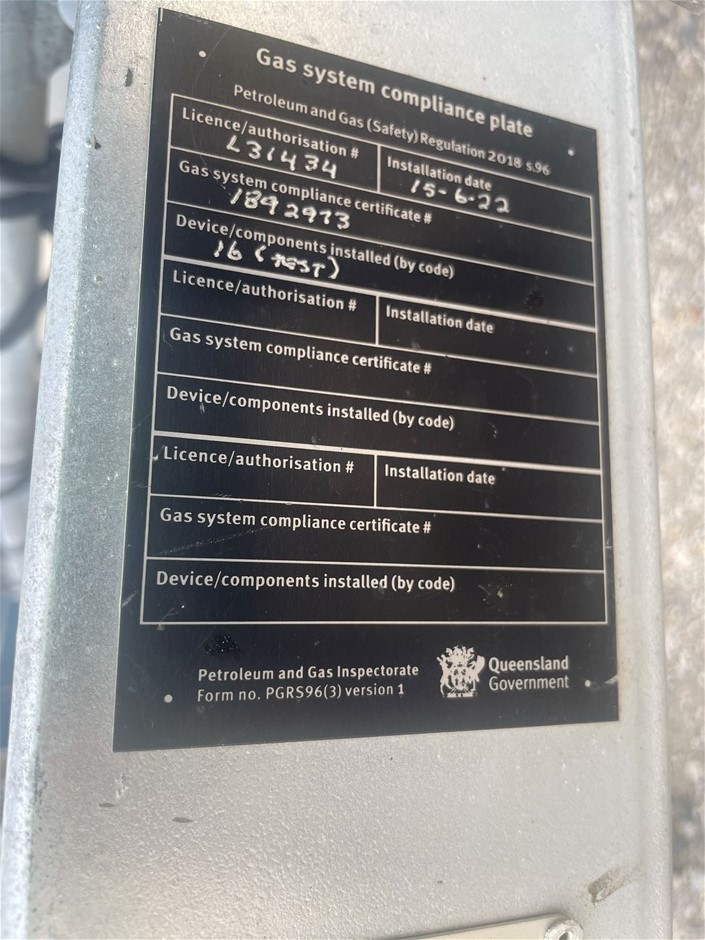 Gas system compliance plate
Petroleum and Gas (Safety) Regulation 2018 s.96
Licence/authorisation # Installation date
L31434 15-6-22
Gas system compliance certificate #
1892973
Device/components installed (by code)
16 (TEST)
Licence/authorisation # Installation date
Gas system compliance certificate #
Device/components installed (by code)
Licence/authorisation # Installation date
Gas system compliance certificate #
Device/components installed (by code)
Petroleum and Gas Inspectorate
Form no. PGRS96(3) version 1
Queensland
Government